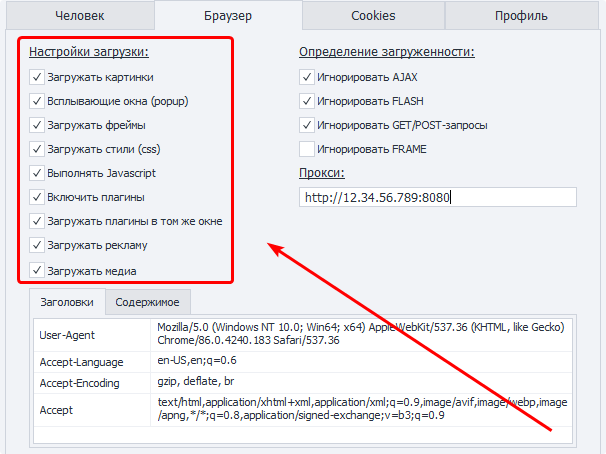 Человек
Браузер
Cookies
Профиль
Настройки загрузки:
Загружать картинки
Всплывающие окна (popup)
Загружать фреймы
Загружать стили (css)
Выполнять Javascript
Включить плагины
Загружать плагины в том же окне
Загружать рекламу
Загружать медиа
Определение загруженности:
Игнорировать AJAX
Игнорировать FLASH
Игнорировать GET/POST-запросы
Игнорировать FRAME
Прокси:
http://12.34.56.789:8080
Заголовки
Содержимое
User-Agent
Mozilla/5.0 (Windows NT 10.0; Win64; x64) AppleWebKit/537.36 (KHTML, like Gecko)
Chrome/86.0.4240.183 Safari/537.36
Accept-Language
en-US,en;q=0.6
Accept-Encoding
gzip, deflate, br
Accept
text/html,application/xhtml+xml,application/xml;q=0.9,image/avif,image/webp,image
/apng,*/*;q=0.8,application/signed-exchange;v=b3;q=0.9